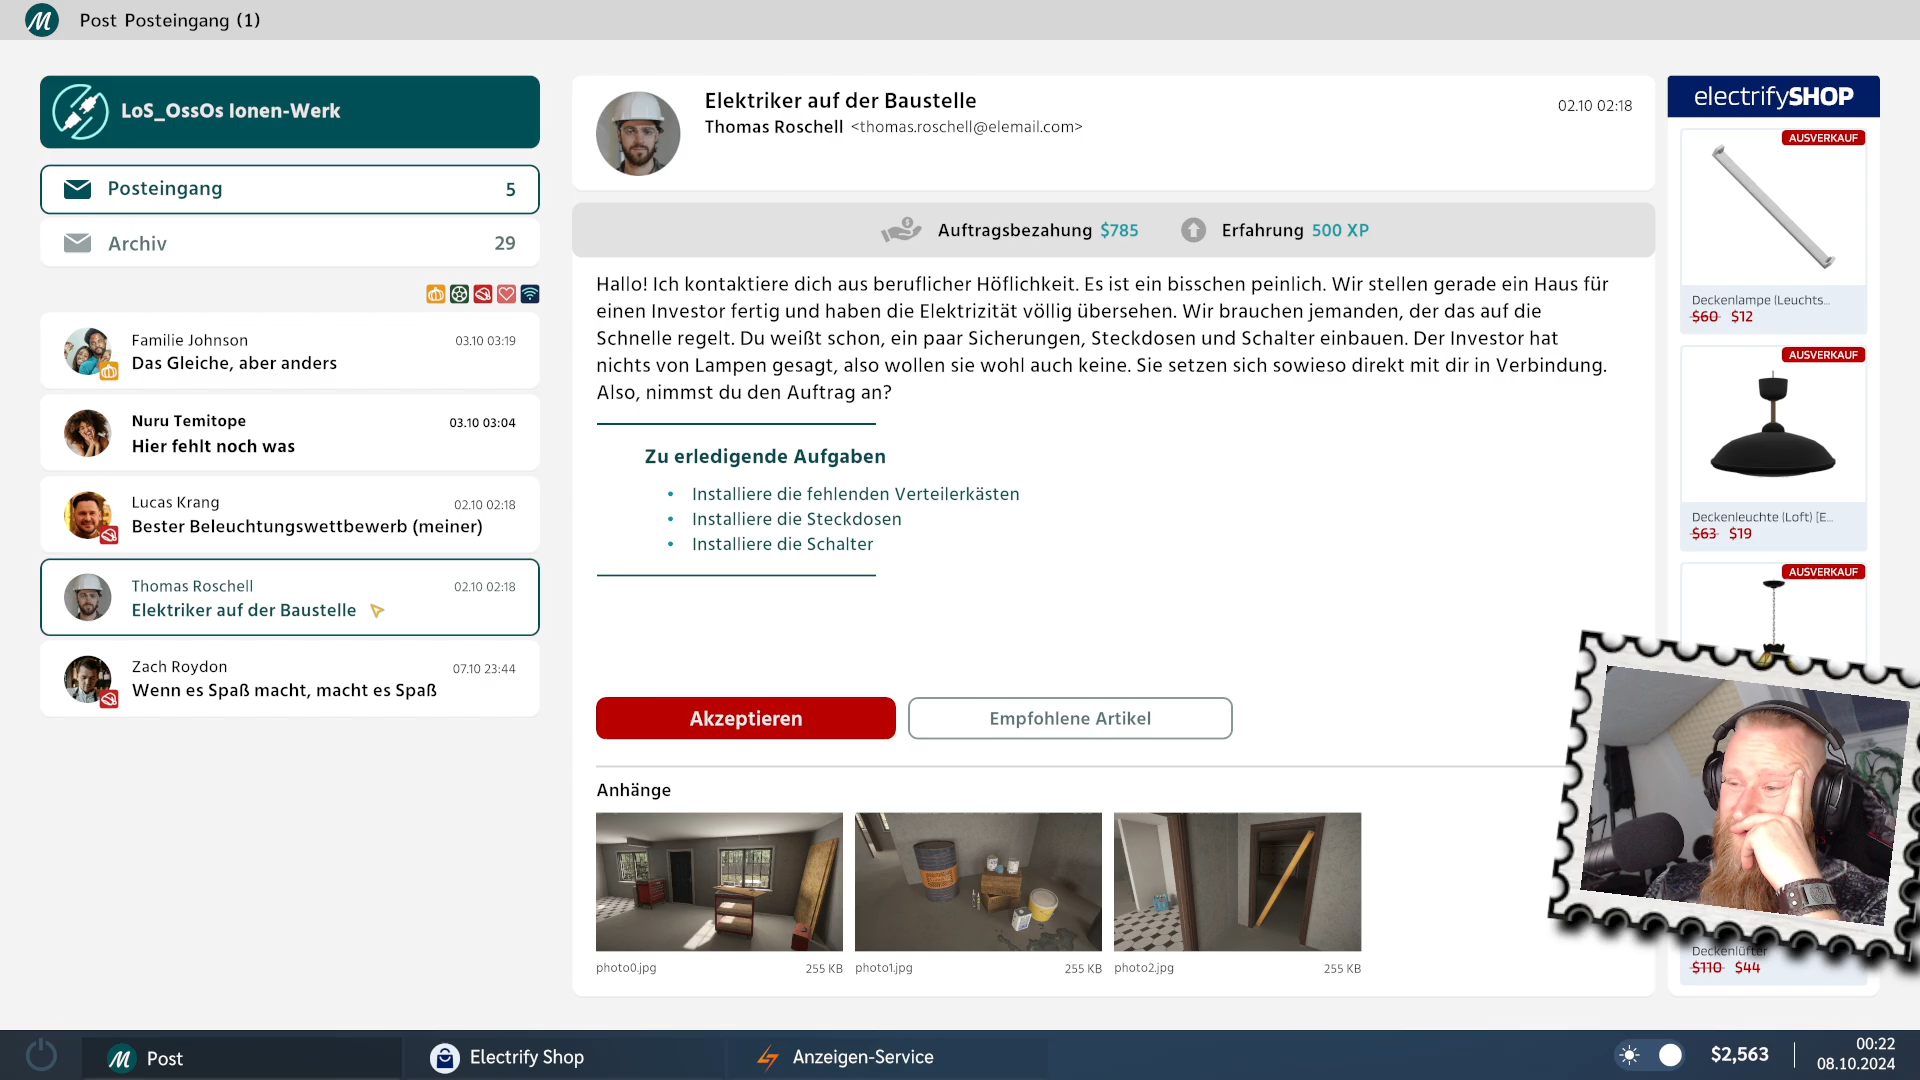 Post Posteingang (1)
LoS_OssOs Ionen-Werk
Posteingang 5
Archiv 29
Familie Johnson 03.10 03:19
Das Gleiche, aber anders
Nuru Temitope 03.10 03:04
Hier fehlt noch was
Lucas Krang 02.10 02:18
Bester Beleuchtungswettbewerb (meiner)
Thomas Roschell 02.10 02:18
Elektriker auf der Baustelle
Zach Roydon 07.10 23:44
Wenn es Spaß macht, macht es Spaß
Elektriker auf der Baustelle 02.10 02:18
Thomas Roschell <thomas.roschell@elemail.com>
Auftragsbezahung $785 Erfahrung 500 XP
Hallo! Ich kontaktiere dich aus beruflicher Höflichkeit. Es ist ein bisschen peinlich. Wir stellen gerade ein Haus für
einen Investor fertig und haben die Elektrizität völlig übersehen. Wir brauchen jemanden, der das auf die
Schnelle regelt. Du weißt schon, ein paar Sicherungen, Steckdosen und Schalter einbauen. Der Investor hat
nichts von Lampen gesagt, also wollen sie wohl auch keine. Sie setzen sich sowieso direkt mit dir in Verbindung.
Also, nimmst du den Auftrag an?
Zu erledigende Aufgaben
• Installiere die fehlenden Verteilerkästen
• Installiere die Steckdosen
• Installiere die Schalter
Akzeptieren Empfohlene Artikel
Anhänge
photo0.jpg 255 KB photo1.jpg 255 KB photo2.jpg 255 KB
electrifySHOP
AUSVERKAUF
Deckenlampe (Leuchts...
$60 $12
AUSVERKAUF
Deckenleuchte (Loft) [E...
$63 $19
AUSVERKAUF
Deckenlüfter
$110 $44
Post Electrify Shop Anzeigen-Service $2,563 00:22
08.10.2024